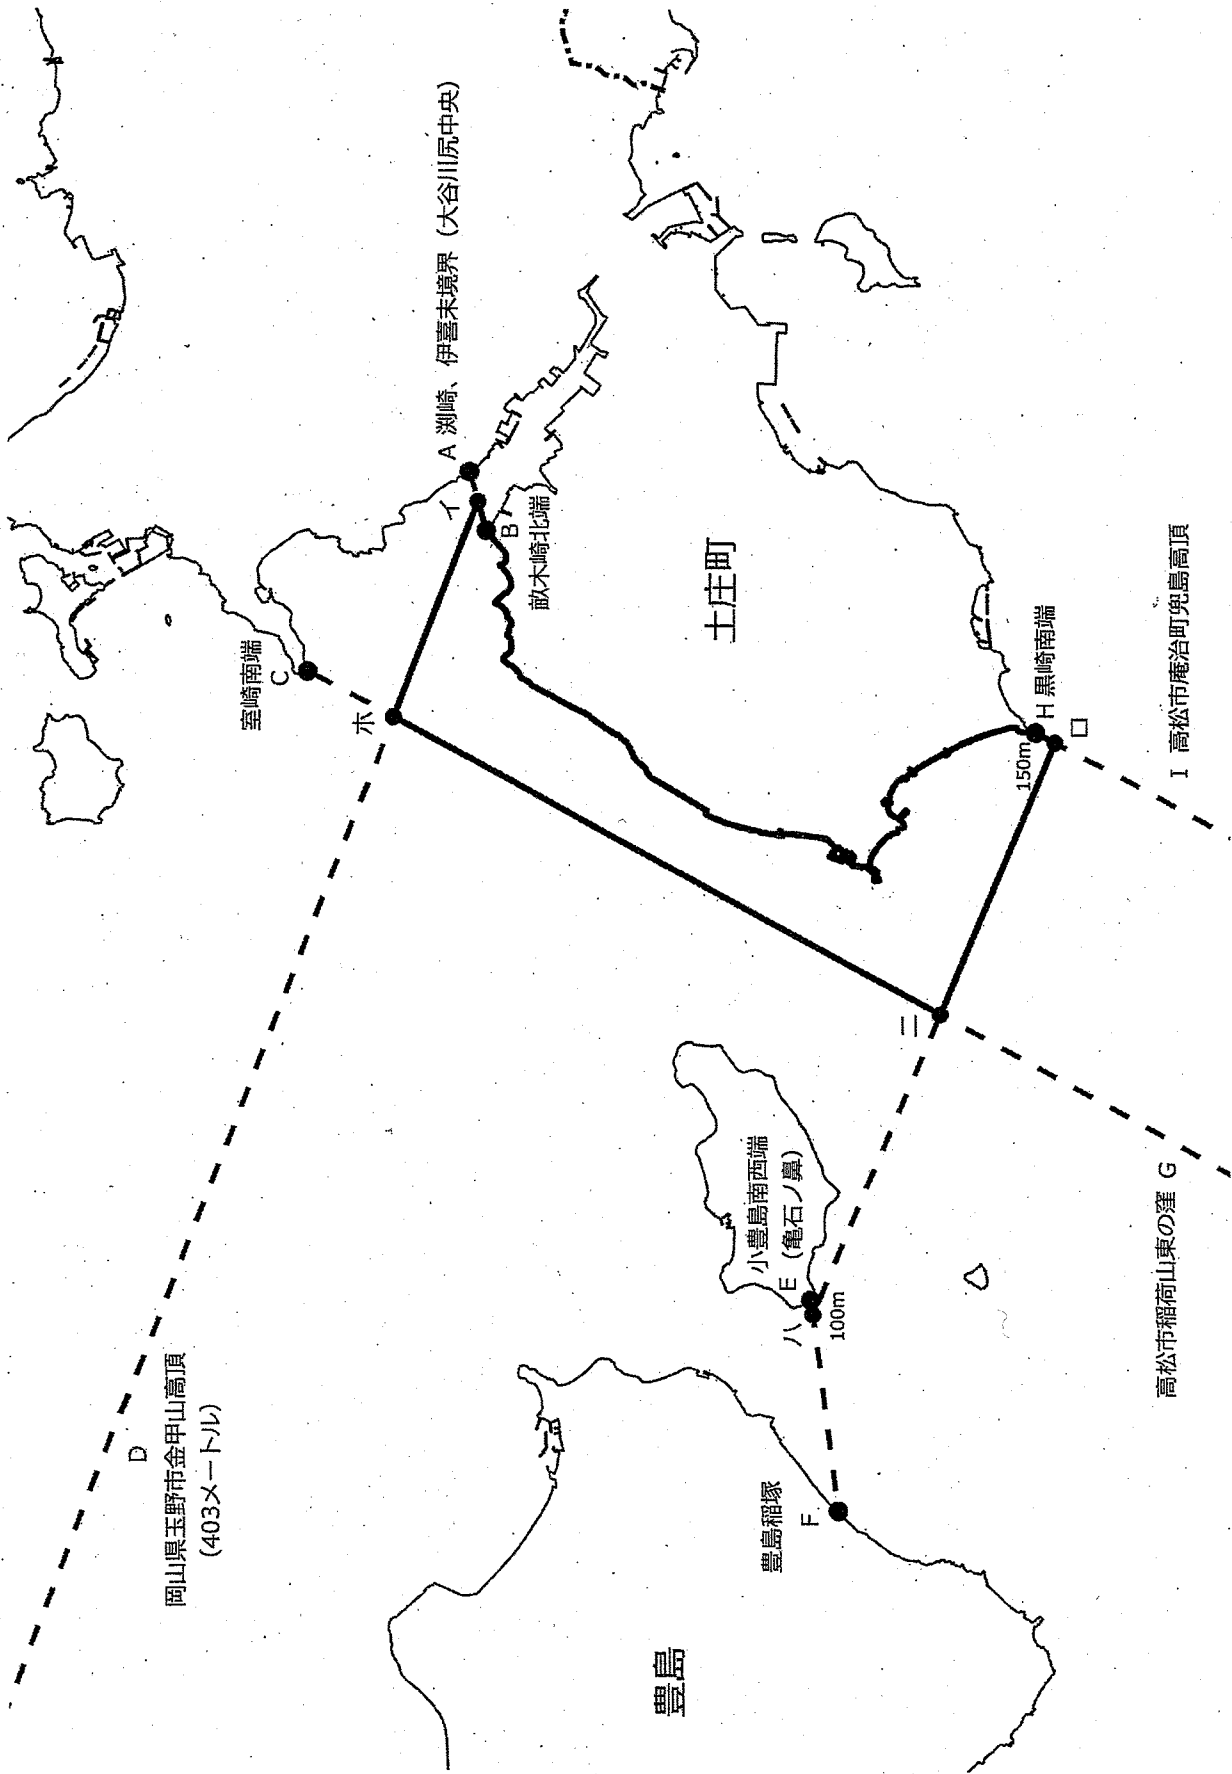 A 渕崎、伊喜末境界（大谷川尻中央）
イ
B
畝木崎北端
室崎南端
C
ホ
土庄町
H 黒崎南端
150m
ロ
I 高松市庵治町兜島高頂
ニ
小豊島南西端
E （亀石ノ鼻）
ハ
100m
高松市稲荷山東の窪 G
D
岡山県玉野市金甲山高頂
（403メートル）
豊島稲塚
F
豊島